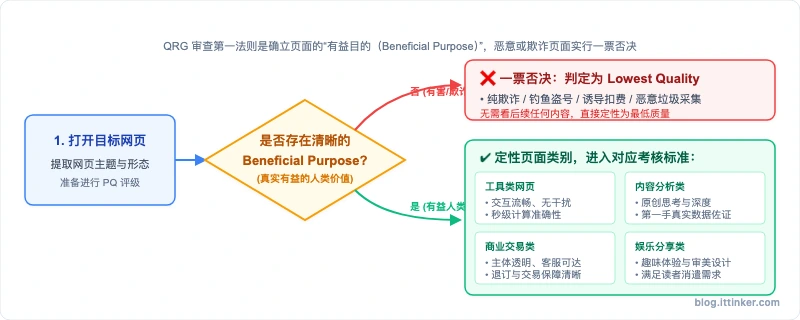 QRG 审查第一法则是确立页面的“有益目的（Beneficial Purpose）”，恶意或欺诈页面实行一票否决
1. 打开目标网页
提取网页主题与形态
准备进行 PQ 评级
是否存在清晰的
Beneficial Purpose?
(真实有益的人类价值)
否 (有害/欺诈
❌ 一票否决：判定为 Lowest Quality
• 纯欺诈 / 钓鱼盗号 / 诱导扣费 / 恶意垃圾采集
无需看后续任何内容，直接定性为最低质量
是 (有益人类
✔ 定性页面类别，进入对应考核标准：
工具类网页
• 交互流畅、无干扰
• 秒级计算准确性
内容分析类
• 原创思考与深度
• 第一手真实数据佐证
商业交易类
• 主体透明、客服可达
• 退订与交易保障清晰
娱乐分享类
• 趣味体验与审美设计
• 满足读者消遣需求
blog.ittinker.com